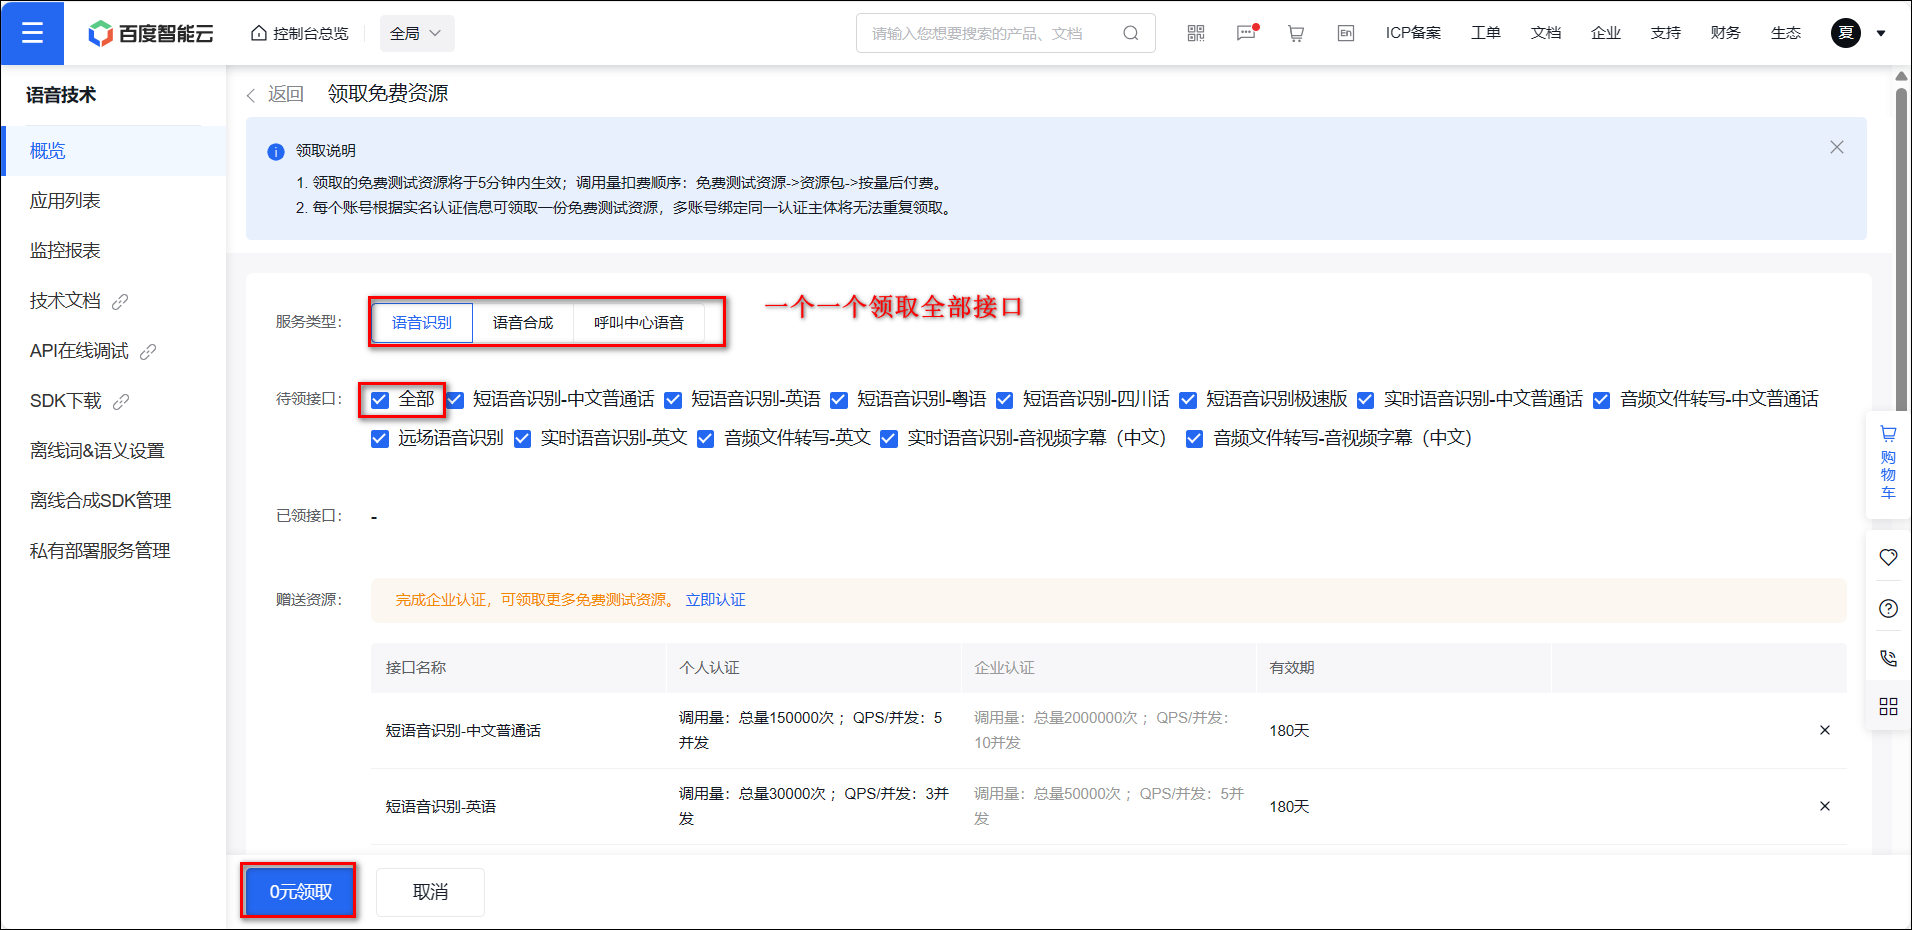 百度智能云 控制台总览 全局 请输入您想要搜索的产品、文档 En ICP备案 工单 文档 企业 支持 财务 生态 夏
语音技术
概览
应用列表
监控报表
技术文档
API在线调试
SDK下载
离线词&语义设置
离线合成SDK管理
私有部署服务管理
返回 领取免费资源
领取说明
1. 领取的免费测试资源将于5分钟内生效；调用量扣费顺序：免费测试资源->资源包->按量后付费。
2. 每个账号根据实名认证信息可领取一份免费测试资源，多账号绑定同一认证主体将无法重复领取。
服务类型： 语音识别 语音合成 呼叫中心语音
一个一个领取全部接口
待领接口： 全部 短语音识别-中文普通话 短语音识别-英语 短语音识别-粤语 短语音识别-四川话 短语音识别极速版 实时语音识别-中文普通话 音频文件转写-中文普通话
远场语音识别 实时语音识别-英文 音频文件转写-英文 实时语音识别-音视频字幕（中文） 音频文件转写-音视频字幕（中文）
已领接口： -
赠送资源： 完成企业认证，可领取更多免费测试资源。 立即认证
接口名称 个人认证 企业认证 有效期
短语音识别-中文普通话 调用量：总量150000次 ；QPS/并发：5 调用量：总量2000000次 ；QPS/并发： 180天
并发 10并发
短语音识别-英语 调用量：总量30000次 ；QPS/并发：3并 调用量：总量50000次 ；QPS/并发：5并 180天
发 发
0元领取 取消
购
物
车